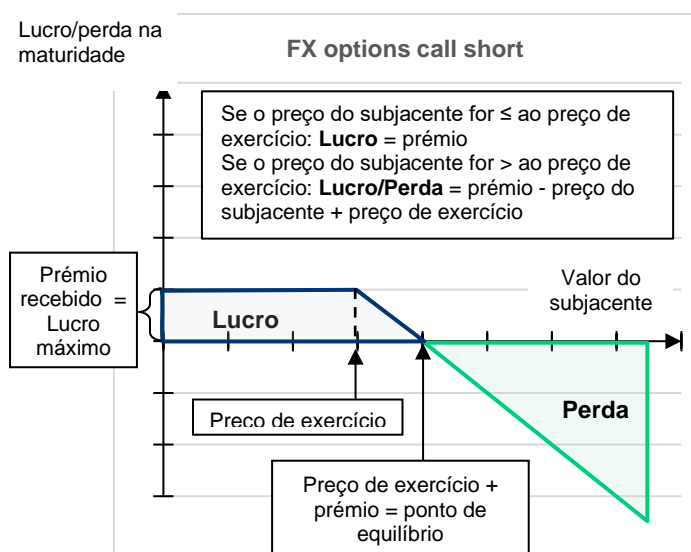 Lucro/perda na
maturidade
FX options call short
Se o preço do subjacente for ≤ ao preço de
exercício: Lucro = prémio
Se o preço do subjacente for > ao preço de
exercício: Lucro/Perda = prémio - preço do
subjacente + preço de exercício
Prémio
recebido =
Lucro
máximo
Valor do
subjacente
Lucro
Preço de exercício
Perda
Preço de exercício +
prémio = ponto de
equilíbrio